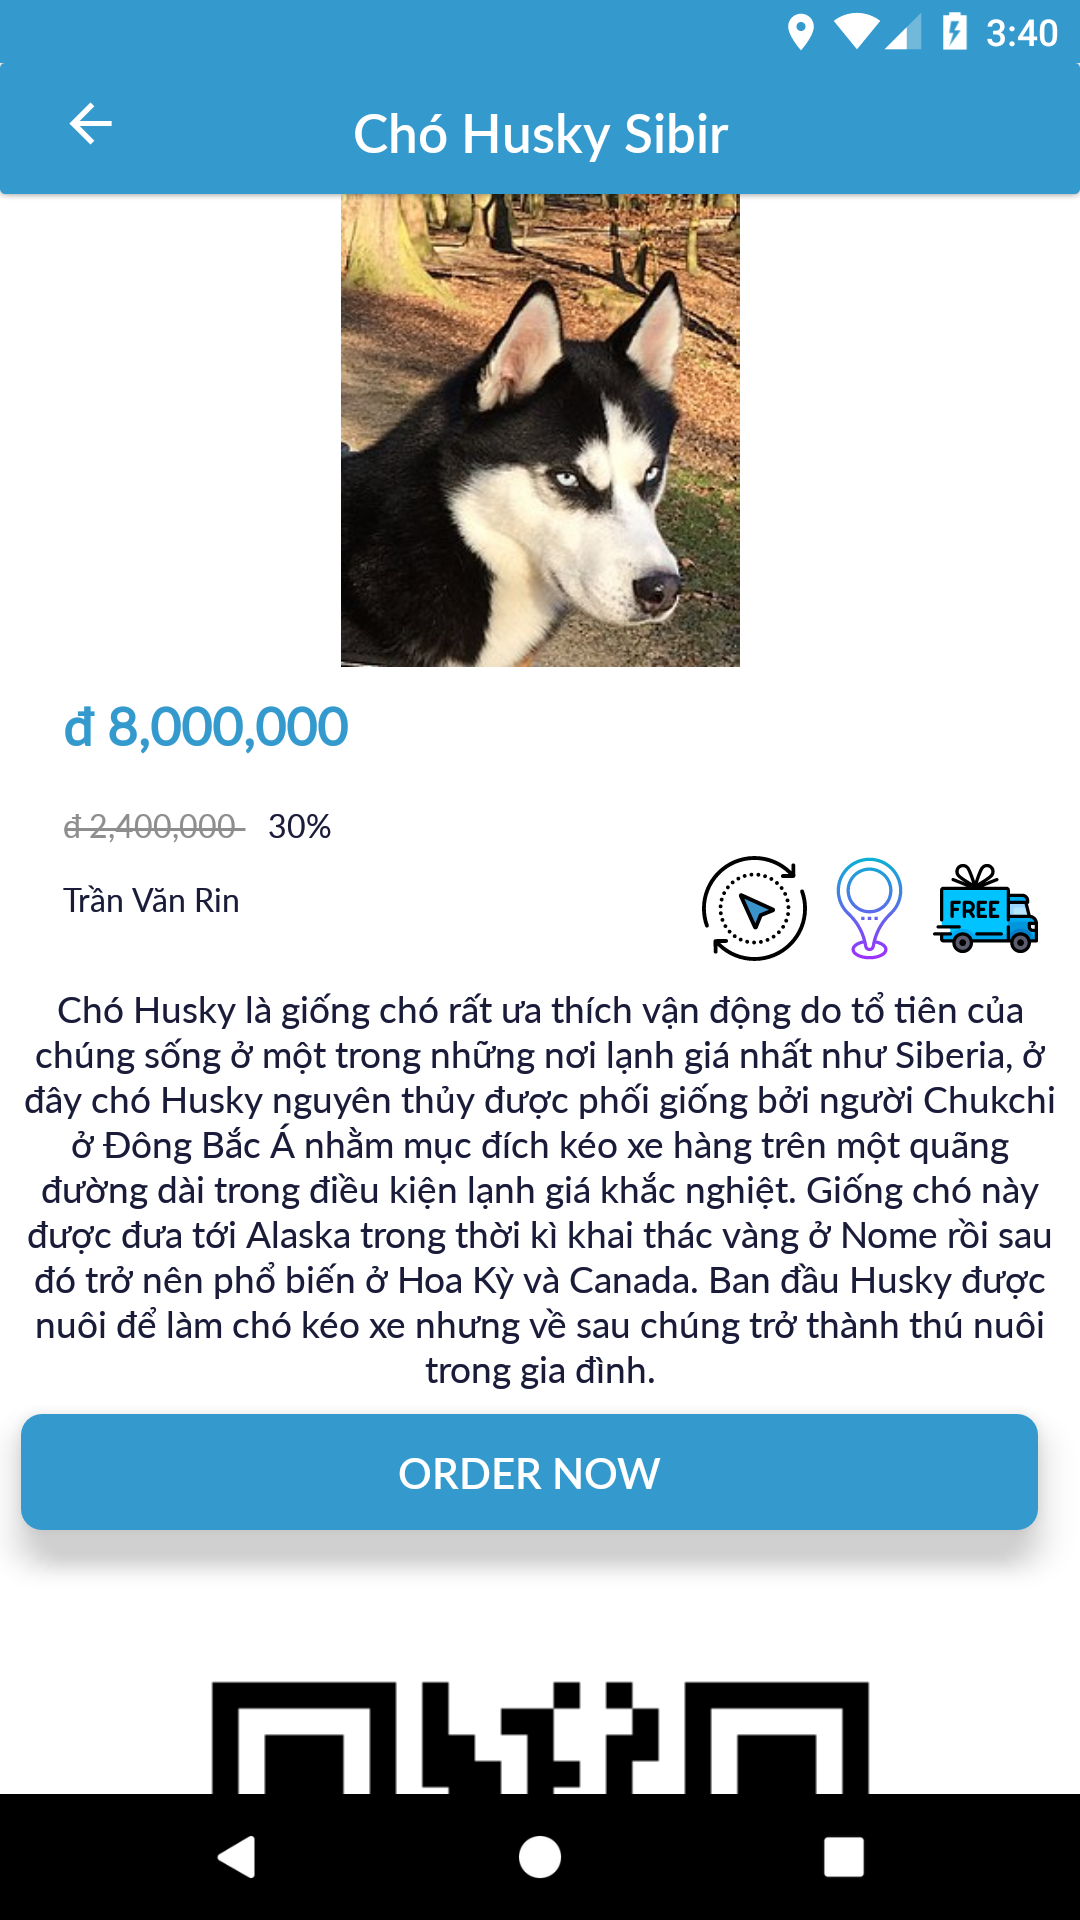 3:40
Chó Husky Sibir
đ 8,000,000
đ 2,400,000 30%
Trần Văn Rin
FREE
Chó Husky là giống chó rất ưa thích vận động do tổ tiên của
chúng sống ở một trong những nơi lạnh giá nhất như Siberia, ở
đây chó Husky nguyên thủy được phối giống bởi người Chukchi
ở Đông Bắc Á nhằm mục đích kéo xe hàng trên một quãng
đường dài trong điều kiện lạnh giá khắc nghiệt. Giống chó này
được đưa tới Alaska trong thời kì khai thác vàng ở Nome rồi sau
đó trở nên phổ biến ở Hoa Kỳ và Canada. Ban đầu Husky được
nuôi để làm chó kéo xe nhưng về sau chúng trở thành thú nuôi
trong gia đình.
ORDER NOW